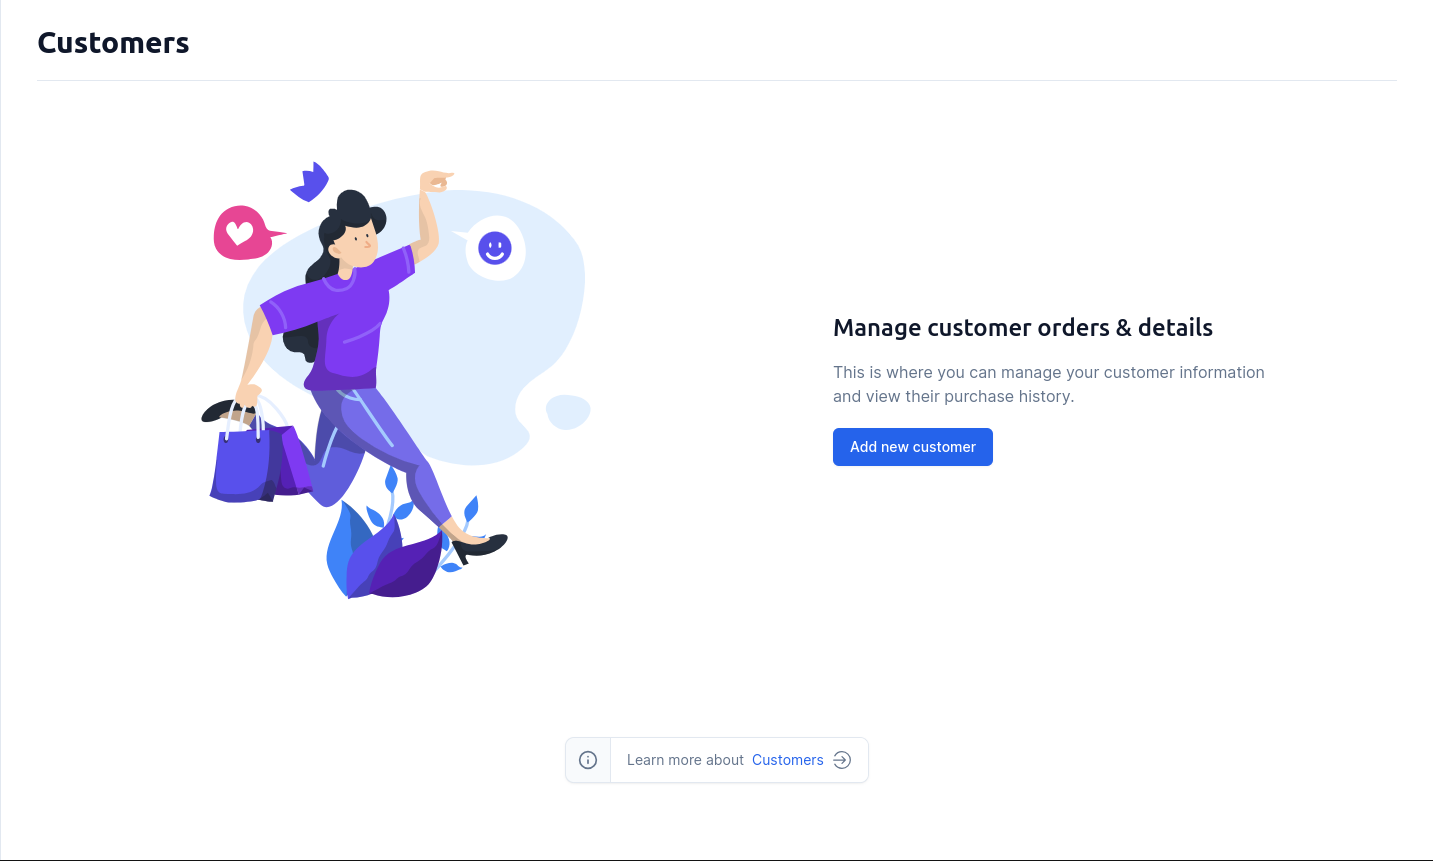 Customers
Manage customer orders & details
This is where you can manage your customer information
and view their purchase history.
Add new customer
Learn more about Customers